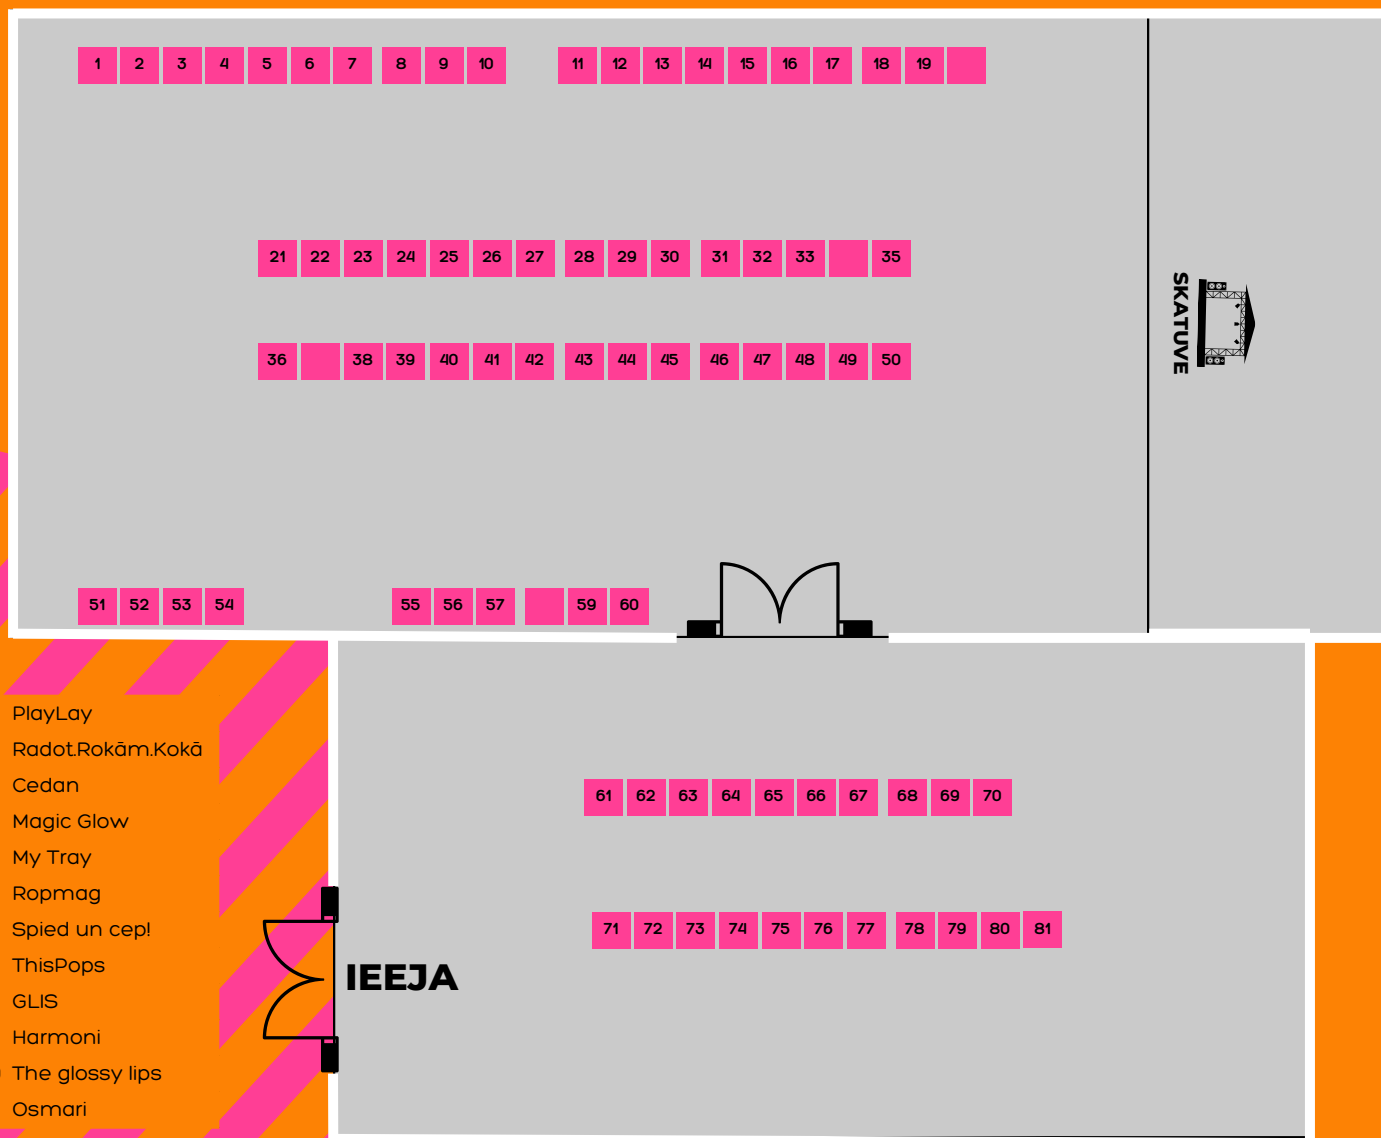 1 2 3 4 5 6 7 8 9 10 11 12 13 14 15 16 17 18 19
21 22 23 24 25 26 27 28 29 30 31 32 33 35
SKATUVE
36 38 39 40 41 42 43 44 45 46 47 48 49 50
51 52 53 54 55 56 57 59 60
PlayLay
Radot.Rokām.Kokā
Cedan
Magic Glow
My Tray
Ropmag
Spied un cep!
ThisPops
GLIS
Harmoni
The glossy lips
Osmari
61 62 63 64 65 66 67 68 69 70
71 72 73 74 75 76 77 78 79 80 81
IEEJA